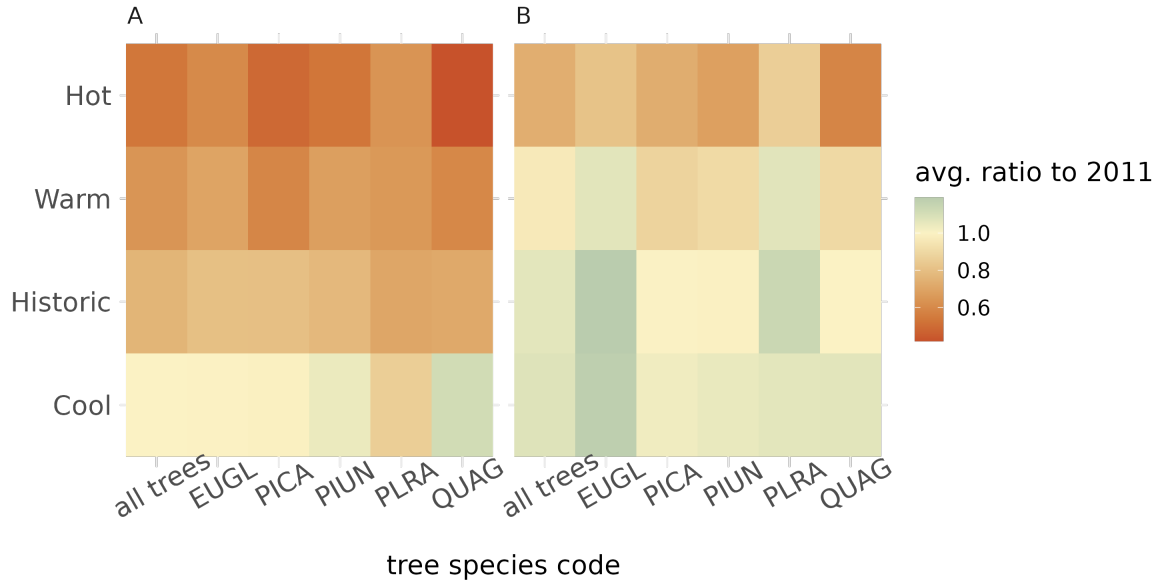 A
B
Hot
Warm
Historic
Cool
all trees EUGL PICA PIUN PLRA QUAG
all trees EUGL PICA PIUN PLRA QUAG
tree species code
avg. ratio to 2011
1.0
0.8
0.6